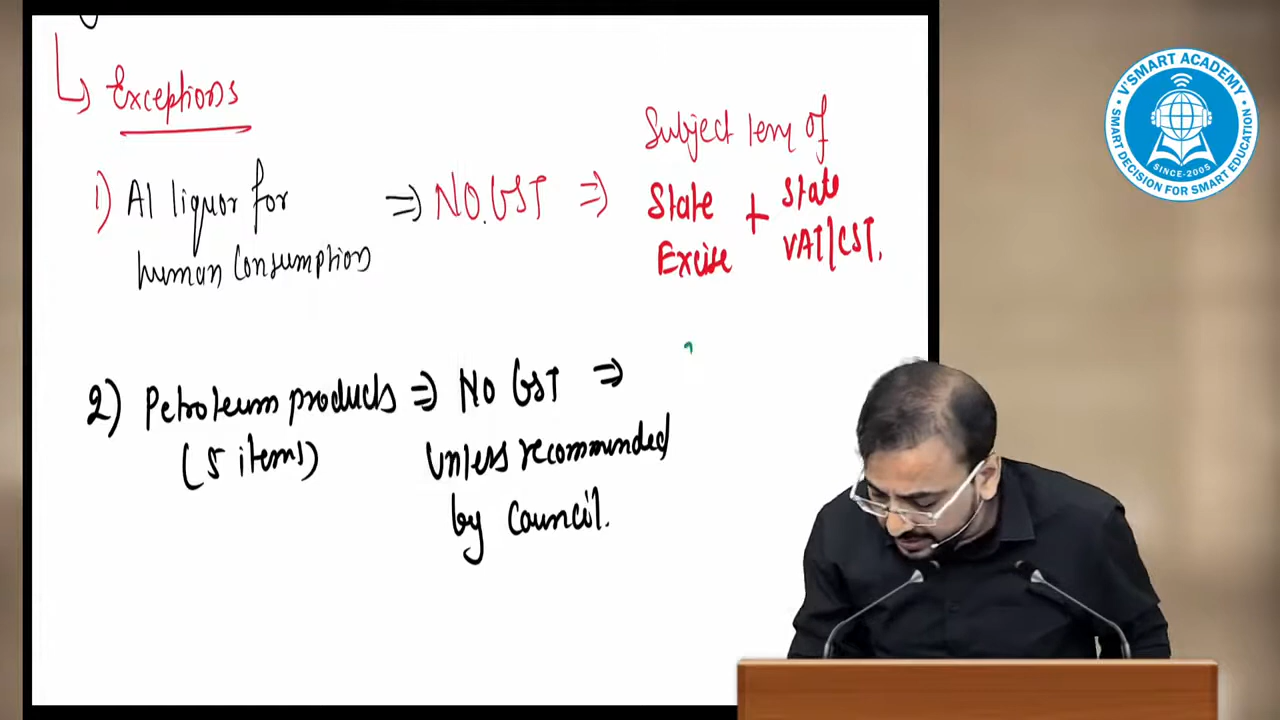 Exceptions
1) Al liquor for
human Consumption
⇒ NO.GST ⇒
Subject levy of
State Excise + State VAT/CST.
2) Petroleum products ⇒ NO GST ⇒
(5 items)
Unless recommended
by Council.
V'SMART ACADEMY
SINCE-2005
SMART DECISION FOR SMART EDUCATION